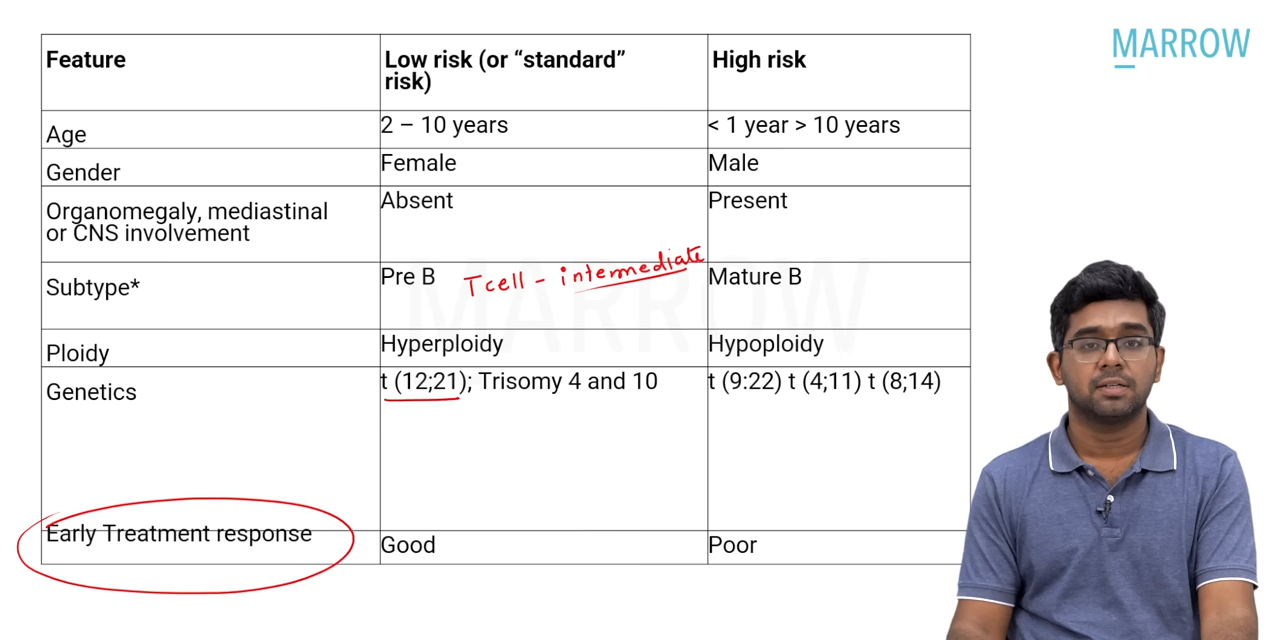 MARROW
Feature
Low risk (or “standard”
risk)
High risk
Age
2 – 10 years
< 1 year > 10 years
Gender
Female
Male
Organomegaly, mediastinal
or CNS involvement
Absent
Present
Subtype*
Pre B
T cell - intermediate
Mature B
Ploidy
Hyperploidy
Hypoploidy
Genetics
t (12;21); Trisomy 4 and 10
t (9:22) t (4;11) t (8;14)
Early Treatment response
Good
Poor
MARROW